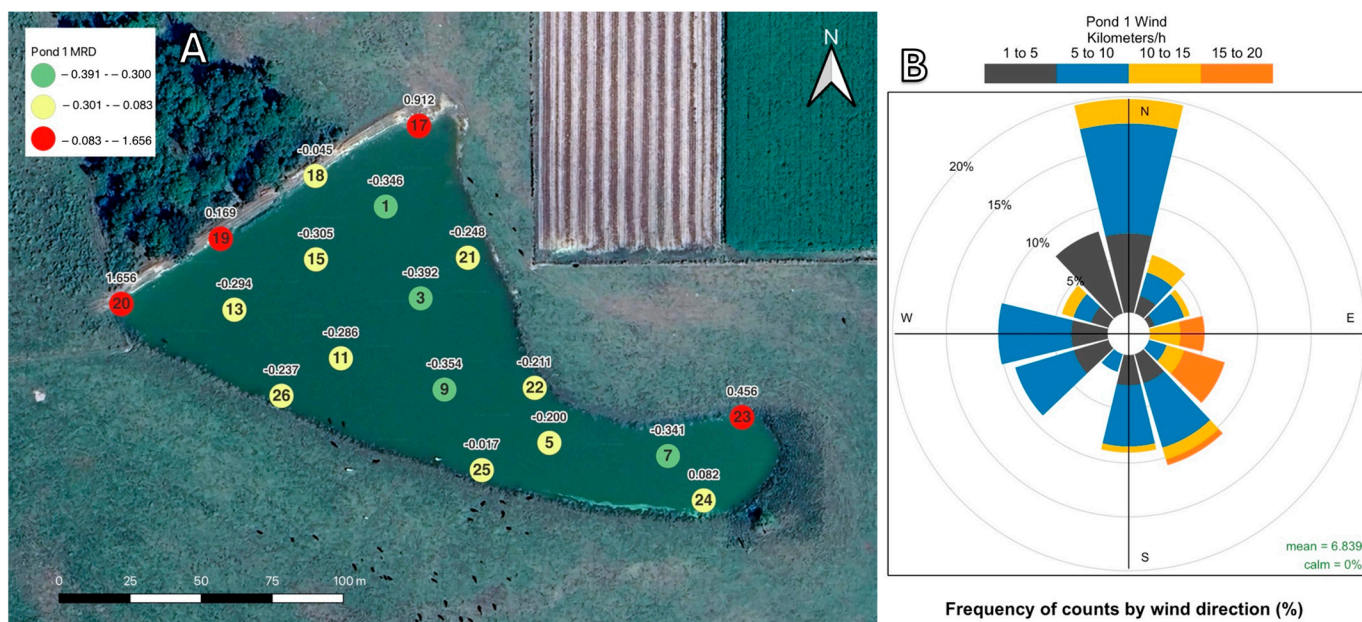 Pond 1 MRD
– 0.391 - – 0.300
– 0.301 - – 0.083
– 0.083 - – 1.656
A
N
0.912
17
-0.045
18
-0.346
1
0.169
19
-0.305
15
-0.248
21
1.656
20
-0.294
13
-0.392
3
-0.286
11
-0.237
26
-0.354
9
-0.211
22
0.456
23
-0.200
5
-0.341
7
-0.017
25
0.082
24
0 25 50 75 100 m
B
Pond 1 Wind
Kilometers/h
1 to 5 5 to 10 10 to 15 15 to 20
N
20%
15%
10%
5%
W
E
S
mean = 6.839
calm = 0%
Frequency of counts by wind direction (%)